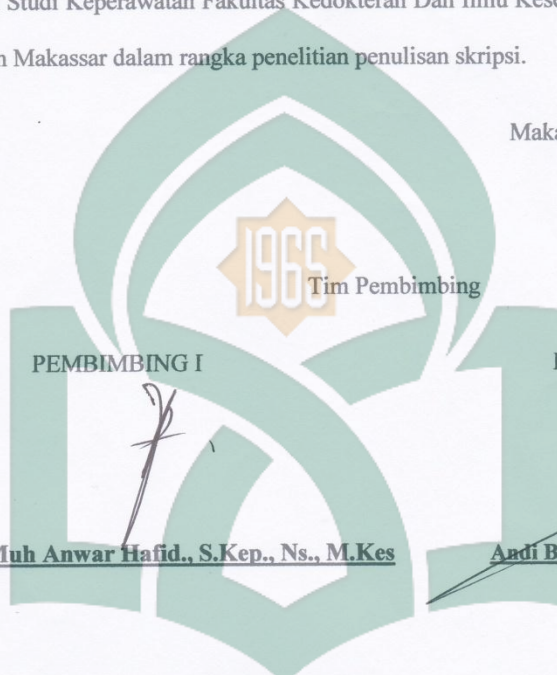 Studi Keperawatan Fakultas Kedokteran Dan Ilmu Kese
Makassar dalam rangka penelitian penulisan skripsi.
Maka
1965
Tim Pembimbing
PEMBIMBING I
Muh Anwar Hafid., S.Kep., Ns., M.Kes
Andi B